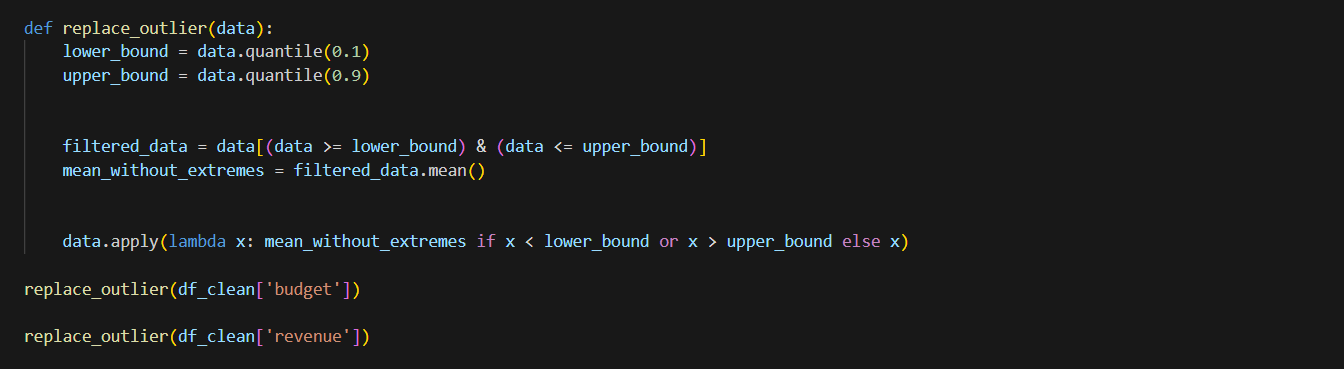 def replace_outlier(data):
    lower_bound = data.quantile(0.1)
    upper_bound = data.quantile(0.9)
    filtered_data = data[(data >= lower_bound) & (data <= upper_bound)]
    mean_without_extremes = filtered_data.mean()
    data.apply(lambda x: mean_without_extremes if x < lower_bound or x > upper_bound else x)
replace_outlier(df_clean['budget'])
replace_outlier(df_clean['revenue'])